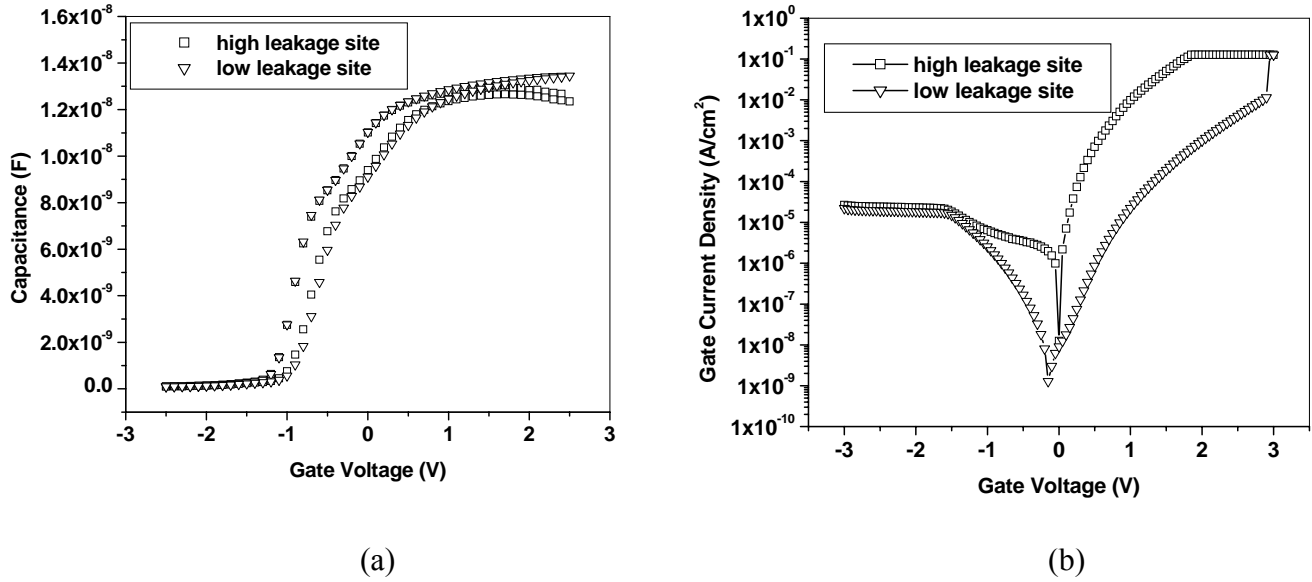 1.6x10⁻⁸
1.4x10⁻⁸
1.2x10⁻⁸
1.0x10⁻⁸
8.0x10⁻⁹
6.0x10⁻⁹
4.0x10⁻⁹
2.0x10⁻⁹
0.0
Capacitance (F)
high leakage site
low leakage site
-3 -2 -1 0 1 2 3
Gate Voltage (V)
(a)
1x10⁰
1x10⁻¹
1x10⁻²
1x10⁻³
1x10⁻⁴
1x10⁻⁵
1x10⁻⁶
1x10⁻⁷
1x10⁻⁸
1x10⁻⁹
1x10⁻¹⁰
Gate Current Density (A/cm²)
high leakage site
low leakage site
-3 -2 -1 0 1 2 3
Gate Voltage (V)
(b)